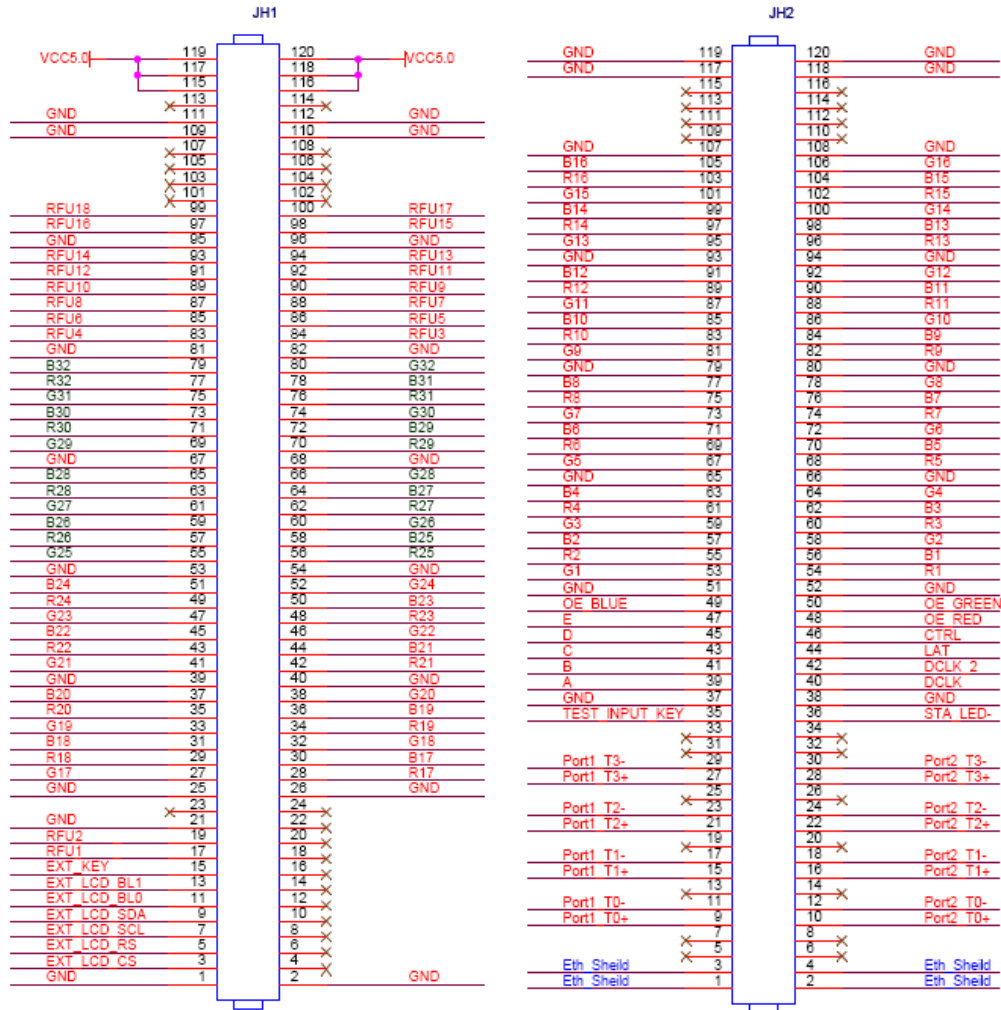 JH1
VCC5.0 119 120 VCC5.0
117 118
115 116
113 114
GND 111 112 GND
GND 109 110 GND
107 108
105 106
103 104
101 102
RFU18 99 100 RFU17
RFU16 97 98 RFU15
GND 95 96 GND
RFU14 93 94 RFU13
RFU12 91 92 RFU11
RFU10 89 90 RFU9
RFU8 87 88 RFU7
RFU6 85 86 RFU5
RFU4 83 84 RFU3
GND 81 82 GND
B32 79 80 G32
R32 77 78 B31
G31 75 76 R31
B30 73 74 G30
R30 71 72 B29
G29 69 70 R29
GND 67 68 GND
B28 65 66 G28
R28 63 64 B27
G27 61 62 R27
B26 59 60 G26
R26 57 58 B25
G25 55 56 R25
GND 53 54 GND
B24 51 52 G24
R24 49 50 B23
G23 47 48 R23
B22 45 46 G22
R22 43 44 B21
G21 41 42 R21
GND 39 40 GND
B20 37 38 G20
R20 35 36 B19
G19 33 34 R19
B18 31 32 G18
R18 29 30 B17
G17 27 28 R17
GND 25 26 GND
23 24
GND 21 22
RFU2 19 20
RFU1 17 18
EXT_KEY 15 16
EXT_LCD_BL1 13 14
EXT_LCD_BL0 11 12
EXT_LCD_SDA 9 10
EXT_LCD_SCL 7 8
EXT_LCD_RS 5 6
EXT_LCD_CS 3 4
GND 1 2 GND
JH2
GND 119 120 GND
GND 117 118 GND
115 116
113 114
111 112
109 110
GND 107 108 GND
B16 105 106 G16
R16 103 104 B15
G15 101 102 R15
B14 99 100 G14
R14 97 98 B13
G13 95 96 R13
GND 93 94 GND
B12 91 92 G12
R12 89 90 B11
G11 87 88 R11
B10 85 86 G10
R10 83 84 B9
G9 81 82 R9
GND 79 80 GND
B8 77 78 G8
R8 75 76 B7
G7 73 74 R7
B6 71 72 G6
R6 69 70 B5
G5 67 68 R5
GND 65 66 GND
B4 63 64 G4
R4 61 62 B3
G3 59 60 R3
B2 57 58 G2
R2 55 56 B1
G1 53 54 R1
GND 51 52 GND
OE_BLUE 49 50 OE_GREEN
E 47 48 OE_RED
D 45 46 CTRL
C 43 44 LAT
B 41 42 DCLK_2
A 39 40 DCLK
GND 37 38 GND
TEST_INPUT_KEY 35 36 STA_LED-
33 34
31 32
Port1_T3- 29 30 Port2_T3-
Port1_T3+ 27 28 Port2_T3+
25 26
Port1_T2- 23 24 Port2_T2-
Port1_T2+ 21 22 Port2_T2+
19 20
Port1_T1- 17 18 Port2_T1-
Port1_T1+ 15 16 Port2_T1+
13 14
Port1_T0- 11 12 Port2_T0-
Port1_T0+ 9 10 Port2_T0+
7 8
5 6
Eth_Sheild 3 4 Eth_Sheild
Eth_Sheild 1 2 Eth_Sheild